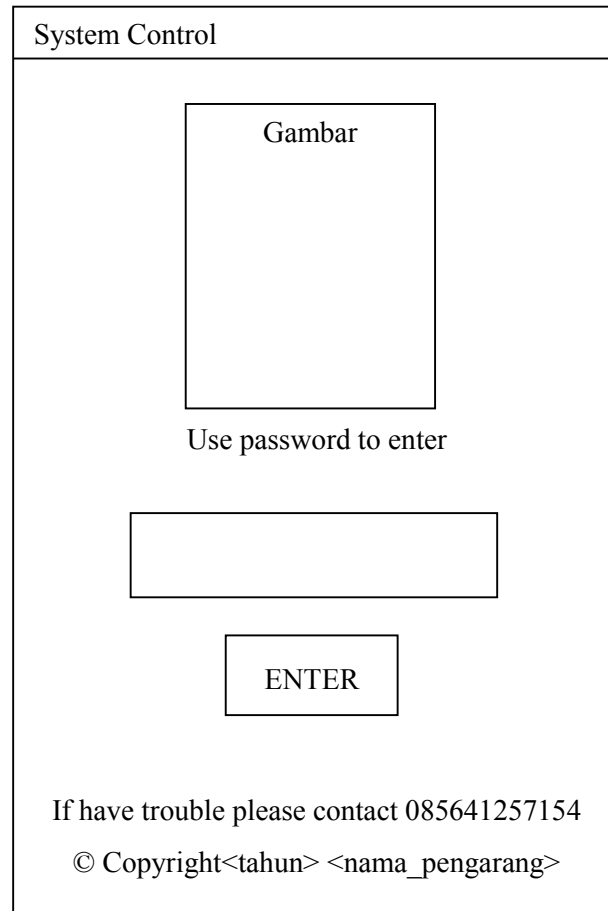 System Control
Gambar
Use password to enter
ENTER
If have trouble please contact 085641257154
© Copyright<tahun> <nama_pengarang>